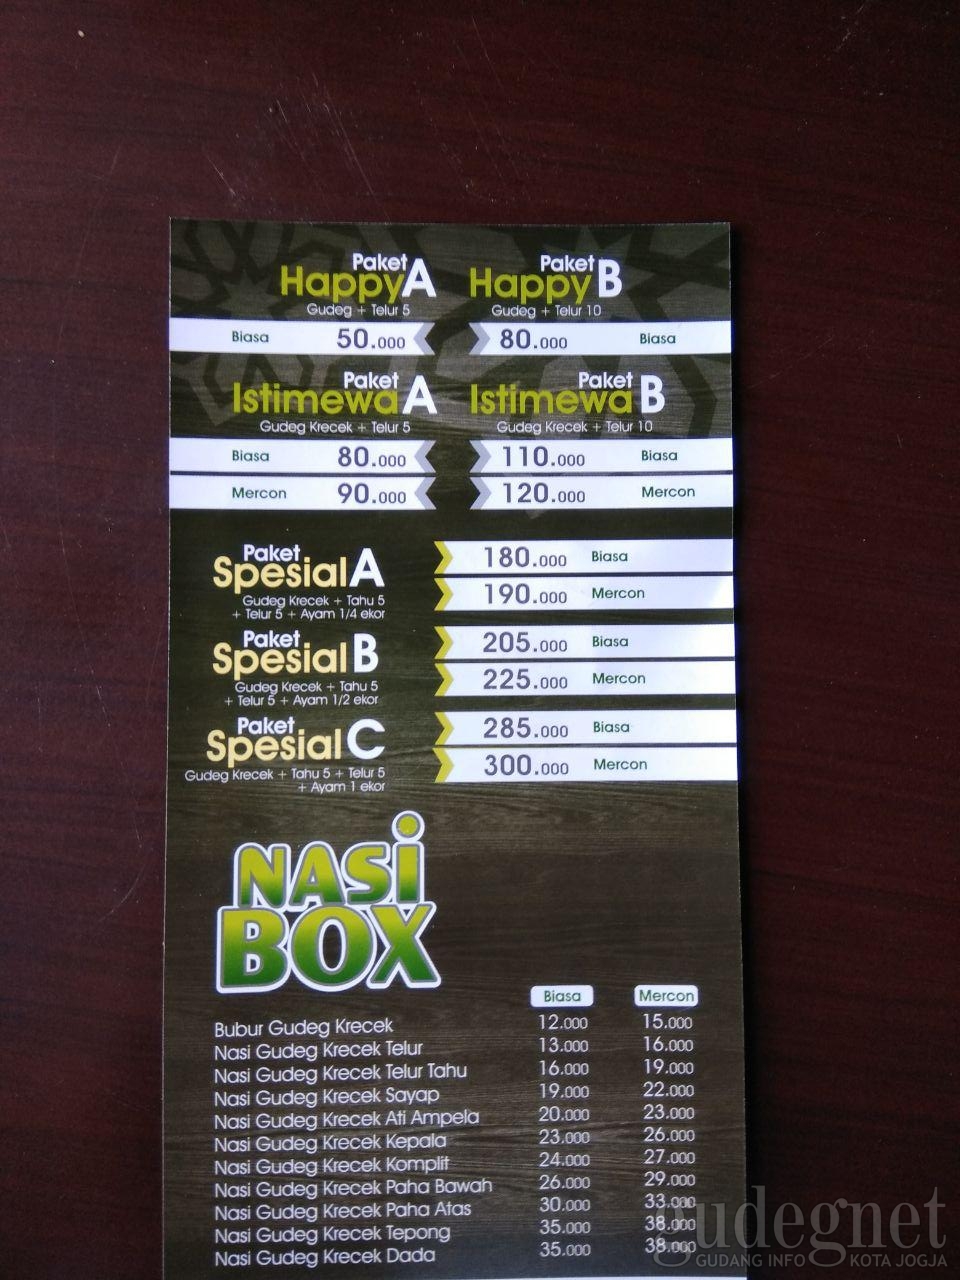 Paket
Happy A
Gudeg + Telur 5
Biasa 50.000
Paket
Happy B
Gudeg + Telur 10
80.000 Biasa
Paket
Istimewa A
Gudeg Krecek + Telur 5
Biasa 80.000
Mercon 90.000
Paket
Istimewa B
Gudeg Krecek + Telur 10
110.000 Biasa
120.000 Mercon
Paket
Spesial A
Gudeg Krecek + Tahu 5
+ Telur 5 + Ayam 1/4 ekor
180.000 Biasa
190.000 Mercon
Paket
Spesial B
Gudeg Krecek + Tahu 5
+ Telur 5 + Ayam 1/2 ekor
205.000 Biasa
225.000 Mercon
Paket
Spesial C
Gudeg Krecek + Tahu 5 + Telur 5
+ Ayam 1 ekor
285.000 Biasa
300.000 Mercon
NASi
BOX
Biasa Mercon
Bubur Gudeg Krecek 12.000 15.000
Nasi Gudeg Krecek Telur 13.000 16.000
Nasi Gudeg Krecek Telur Tahu 16.000 19.000
Nasi Gudeg Krecek Sayap 19.000 22.000
Nasi Gudeg Krecek Ati Ampela 20.000 23.000
Nasi Gudeg Krecek Kepala 23.000 26.000
Nasi Gudeg Krecek Komplit 24.000 27.000
Nasi Gudeg Krecek Paha Bawah 26.000 29.000
Nasi Gudeg Krecek Paha Atas 30.000 33.000
Nasi Gudeg Krecek Tepong 35.000 38.000
Nasi Gudeg Krecek Dada 35.000 38.000
gudegnet
GUDANG INFO KOTA JOGJA